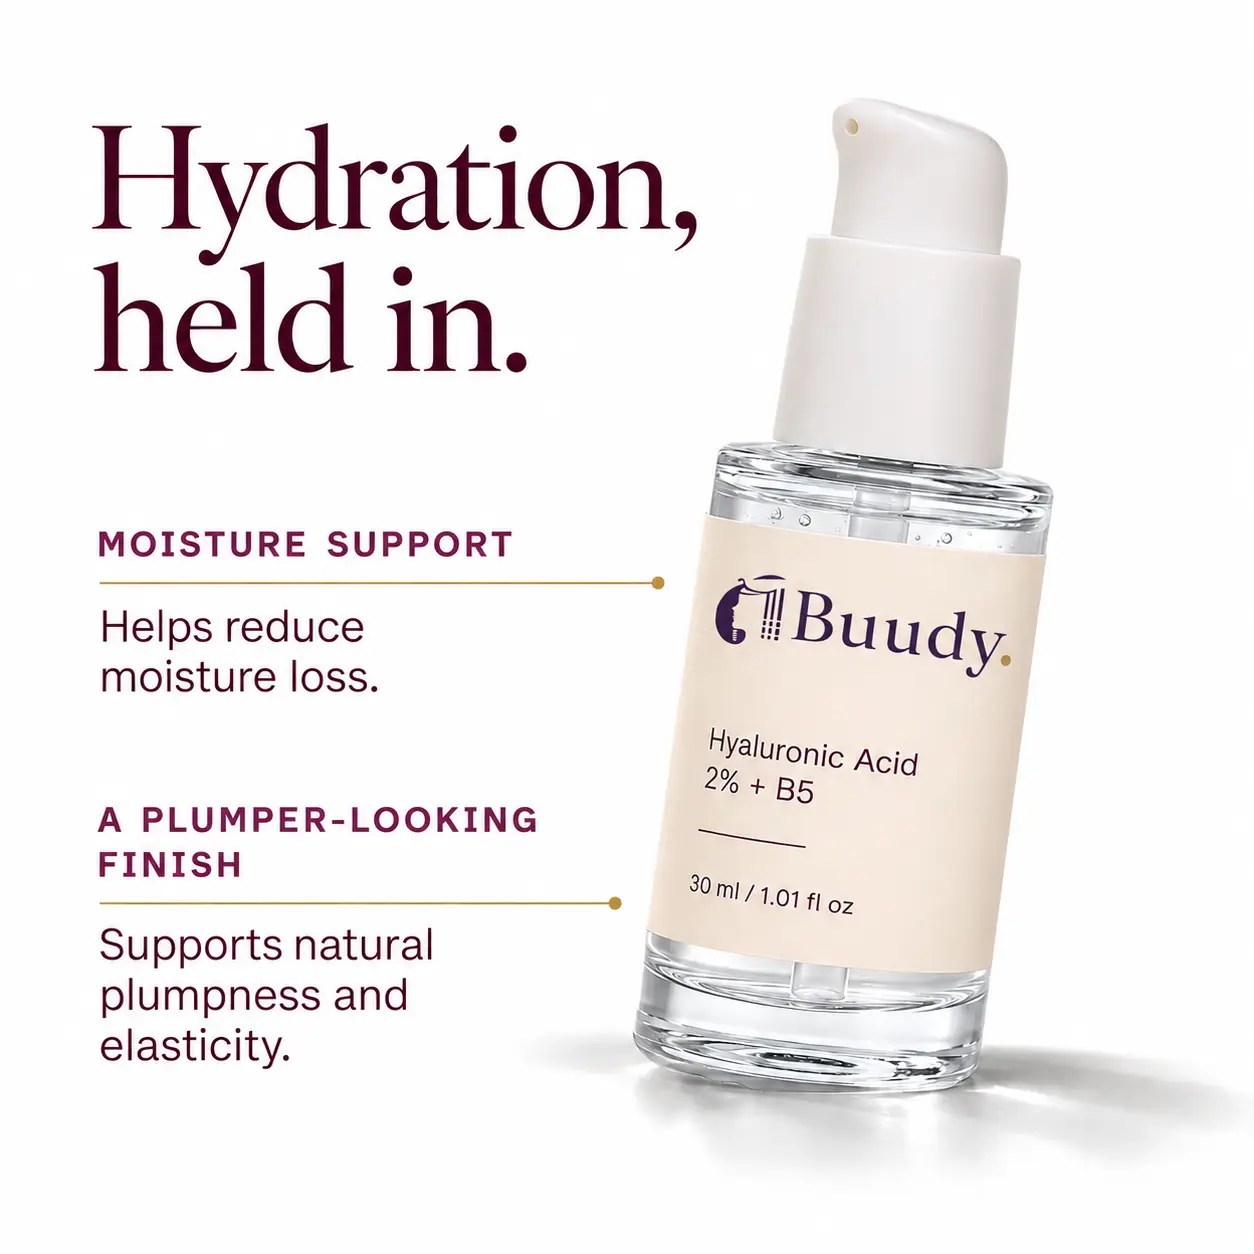 Hydration,
held in.
MOISTURE SUPPORT
Helps reduce
moisture loss.
A PLUMPER-LOOKING
FINISH
Supports natural
plumpness and
elasticity.
Buudy.
Hyaluronic Acid
2% + B5
30 ml / 1.01 fl oz